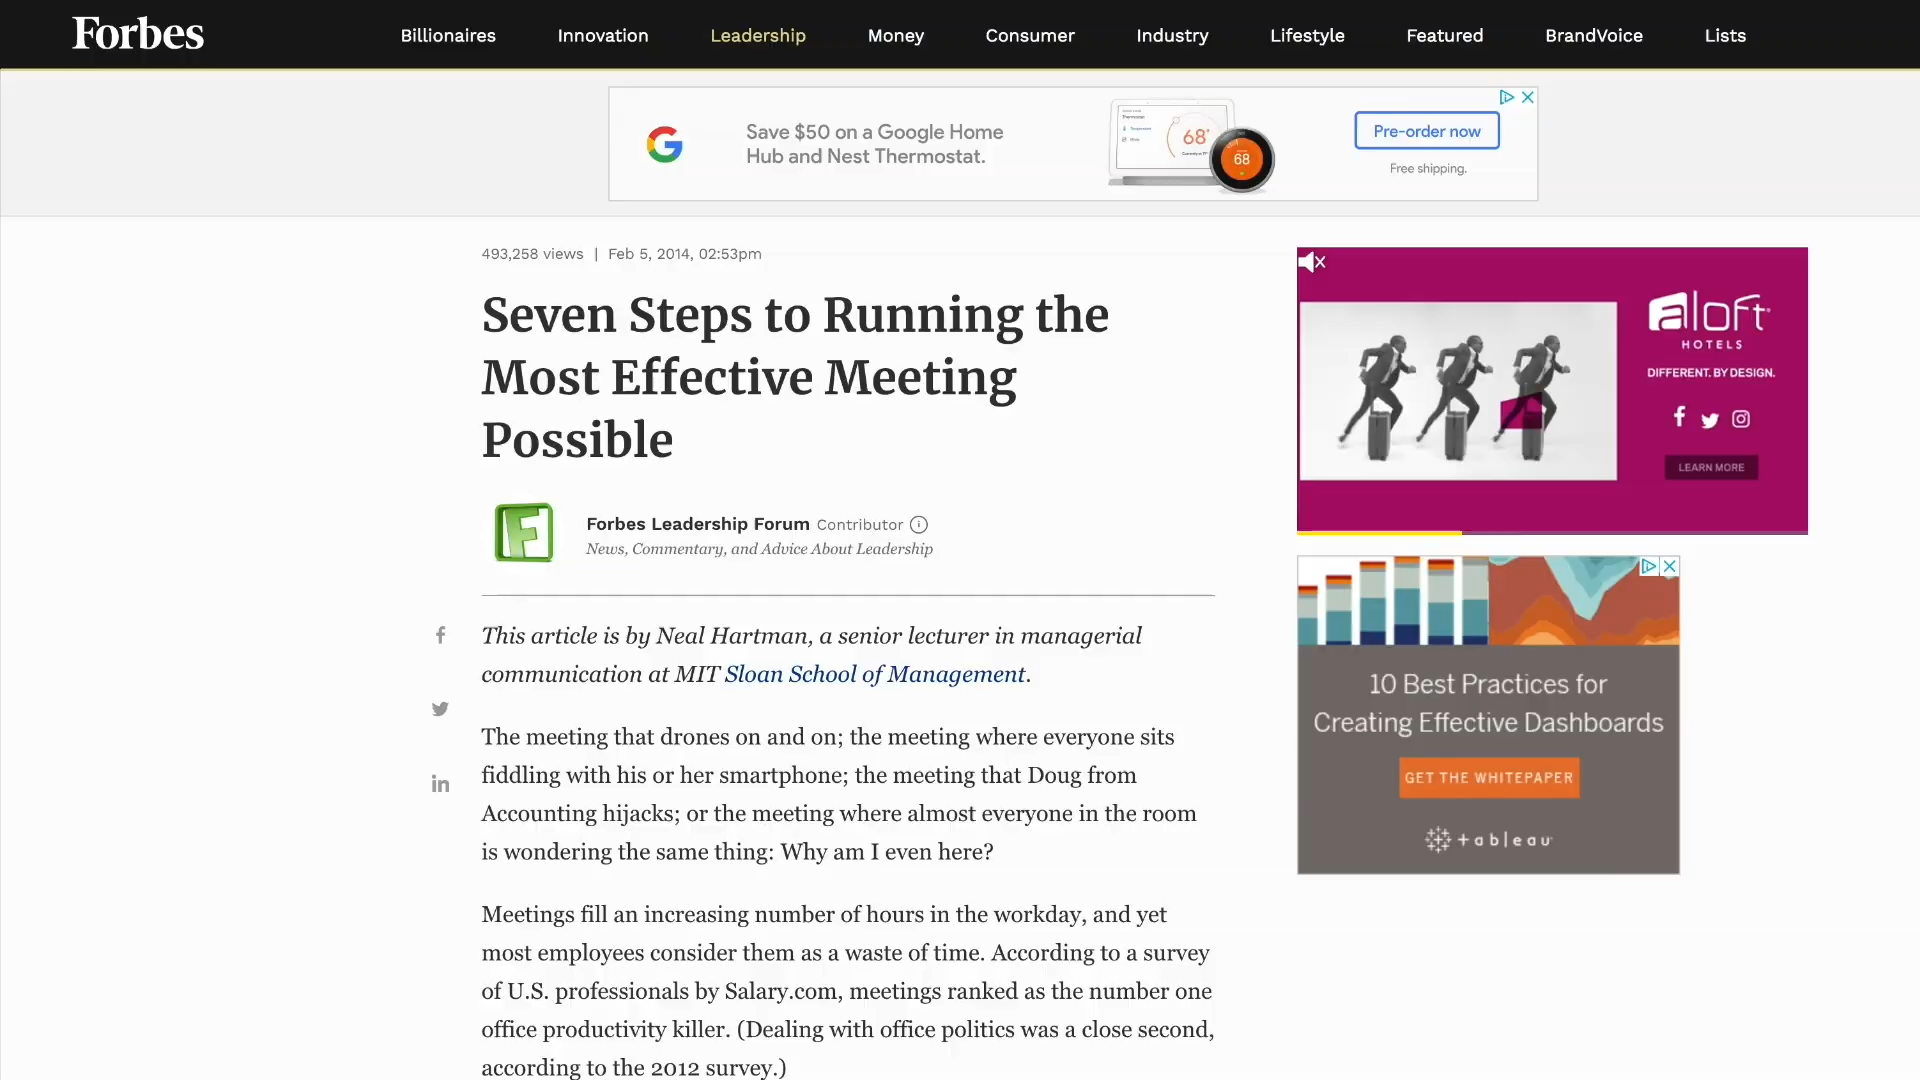 Forbes
Billionaires
Innovation
Leadership
Money
Consumer
Industry
Lifestyle
Featured
BrandVoice
Lists
Save $50 on a Google Home
Hub and Nest Thermostat.
68°
68
Pre-order now
Free shipping.
493,258 views | Feb 5, 2014, 02:53pm
Seven Steps to Running the
Most Effective Meeting
Possible
F
Forbes Leadership Forum Contributor
News, Commentary, and Advice About Leadership
This article is by Neal Hartman, a senior lecturer in managerial
communication at MIT Sloan School of Management.
The meeting that drones on and on; the meeting where everyone sits
fiddling with his or her smartphone; the meeting that Doug from
Accounting hijacks; or the meeting where almost everyone in the room
is wondering the same thing: Why am I even here?
Meetings fill an increasing number of hours in the workday, and yet
most employees consider them as a waste of time. According to a survey
of U.S. professionals by Salary.com, meetings ranked as the number one
office productivity killer. (Dealing with office politics was a close second,
according to the 2012 survey.)
aloft
HOTELS
DIFFERENT. BY DESIGN.
LEARN MORE
10 Best Practices for
Creating Effective Dashboards
GET THE WHITEPAPER
tableau